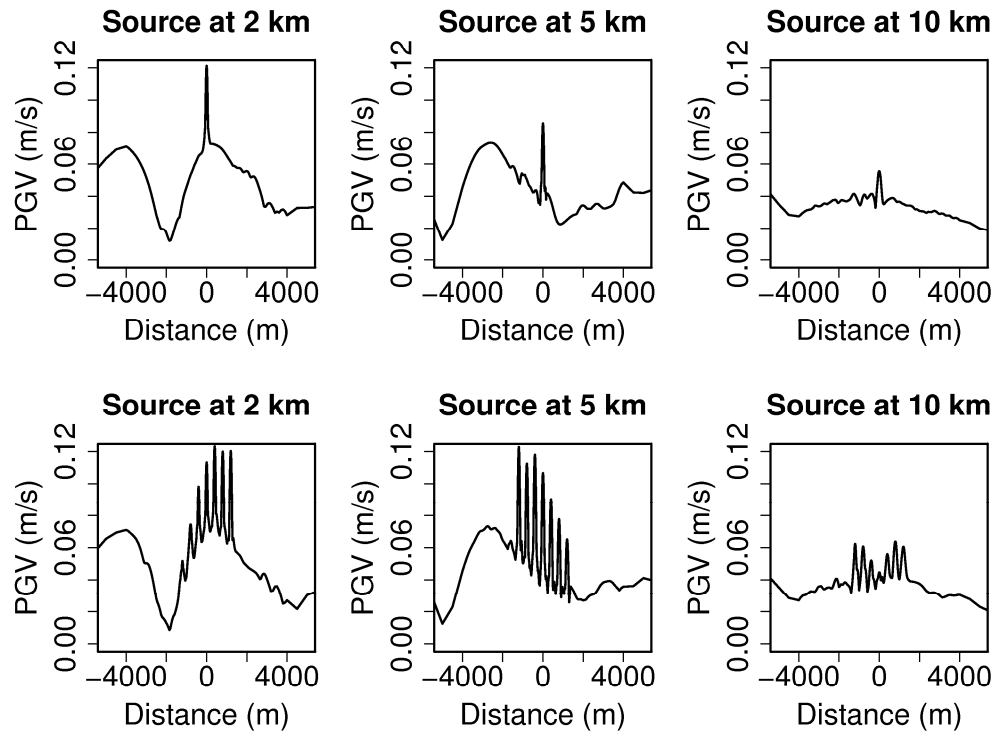 Source at 2 km
Source at 5 km
Source at 10 km
PGV (m/s)
0.00 0.06 0.12
−4000 0 4000
Distance (m)
PGV (m/s)
0.00 0.06 0.12
−4000 0 4000
Distance (m)
PGV (m/s)
0.00 0.06 0.12
−4000 0 4000
Distance (m)
Source at 2 km
Source at 5 km
Source at 10 km
PGV (m/s)
0.00 0.06 0.12
−4000 0 4000
Distance (m)
PGV (m/s)
0.00 0.06 0.12
−4000 0 4000
Distance (m)
PGV (m/s)
0.00 0.06 0.12
−4000 0 4000
Distance (m)